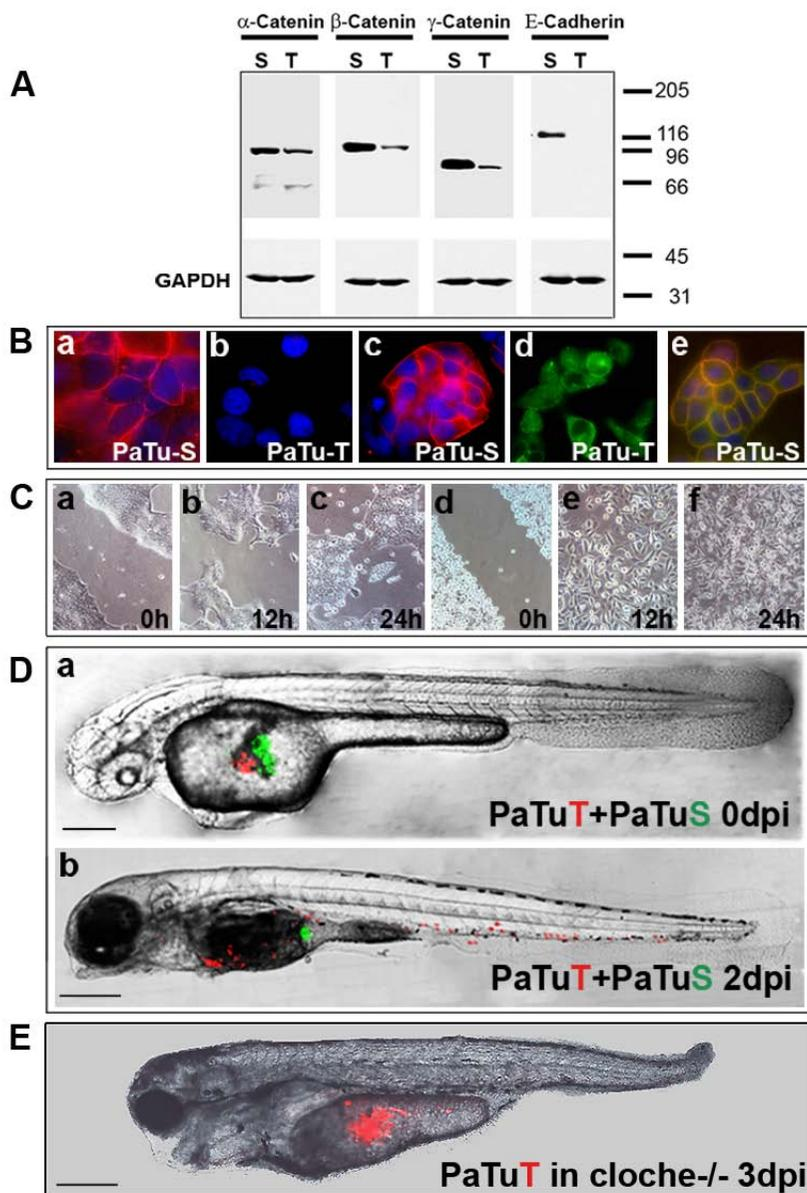 α-Catenin β-Catenin γ-Catenin E-Cadherin
S T S T S T S T
A
205
116
96
66
45
GAPDH
31
B a b c d e
PaTu-S PaTu-T PaTu-S PaTu-T PaTu-S
C a b c d e f
0h 12h 24h 0h 12h 24h
D a
PaTuT+PaTuS 0dpi
b
PaTuT+PaTuS 2dpi
E
PaTuT in cloche-/- 3dpi